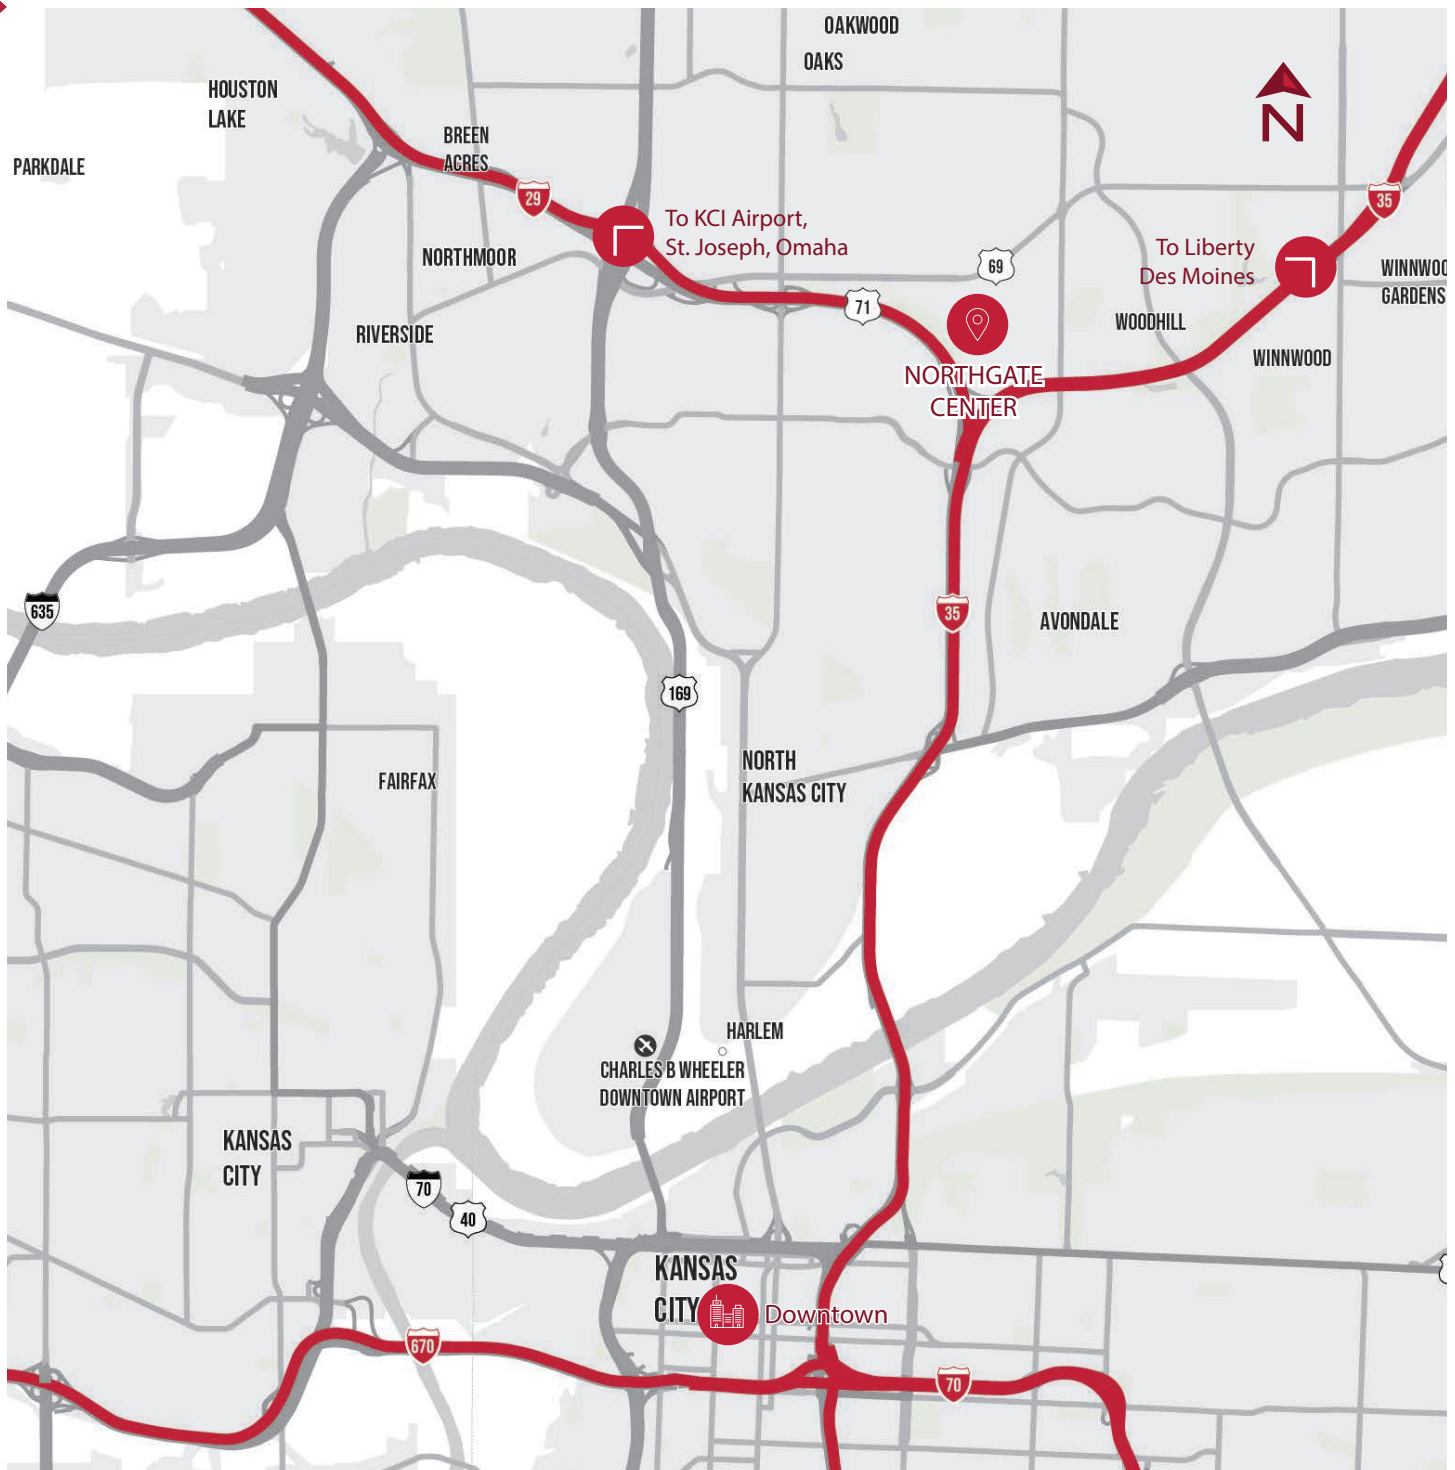 OAKWOOD
OAKS
HOUSTON
LAKE
N
BREEN
ACRES
PARKDALE
29
35
To KCI Airport,
St. Joseph, Omaha
To Liberty
Des Moines
NORTHMOOR
69
WINNWOO
GARDENS
71
RIVERSIDE
WOODHILL
WINNWOOD
NORTHGATE
CENTER
635
35
AVONDALE
169
NORTH
KANSAS CITY
FAIRFAX
HARLEM
CHARLES B WHEELER
DOWNTOWN AIRPORT
KANSAS
CITY
70
40
KANSAS
CITY
Downtown
670
70